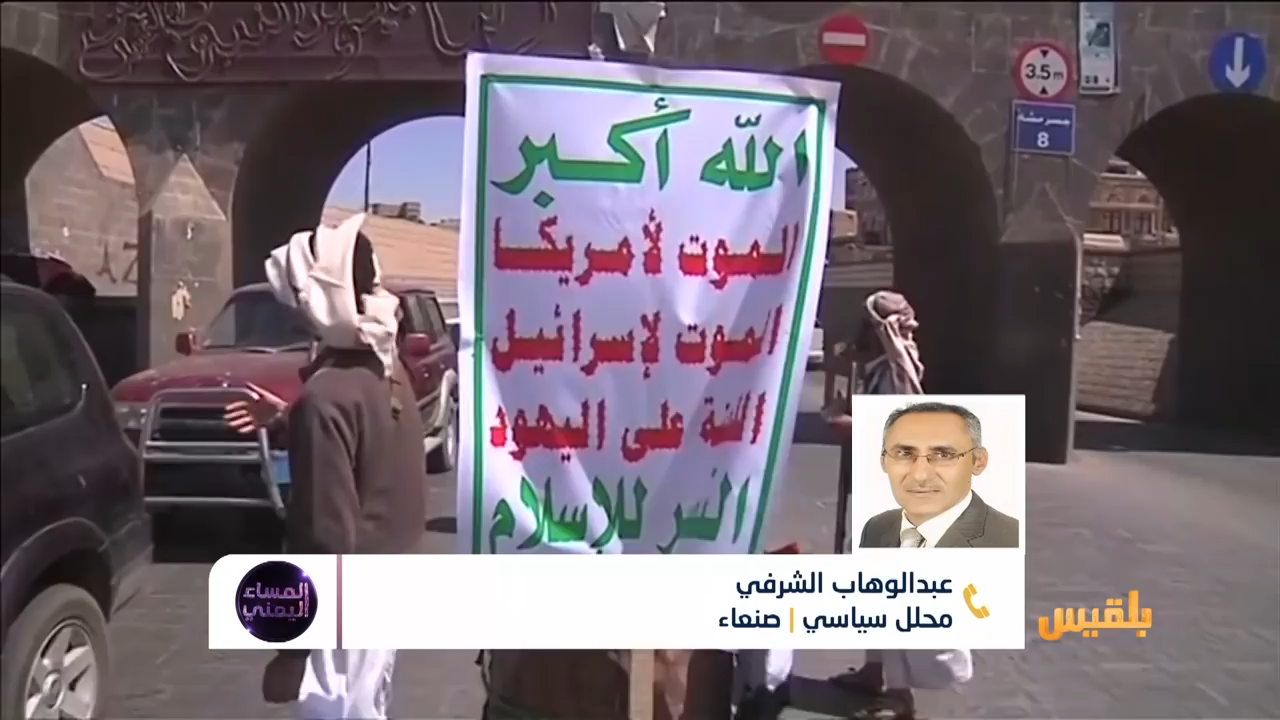 3.5 m
8
الله أكبر
الموت لأمريكا
الموت لإسرائيل
اللعنة على اليهود
النصر للإسلام
عبدالوهاب الشرفي
محلل سياسي | صنعاء
المساء
اليمني
بلقيس